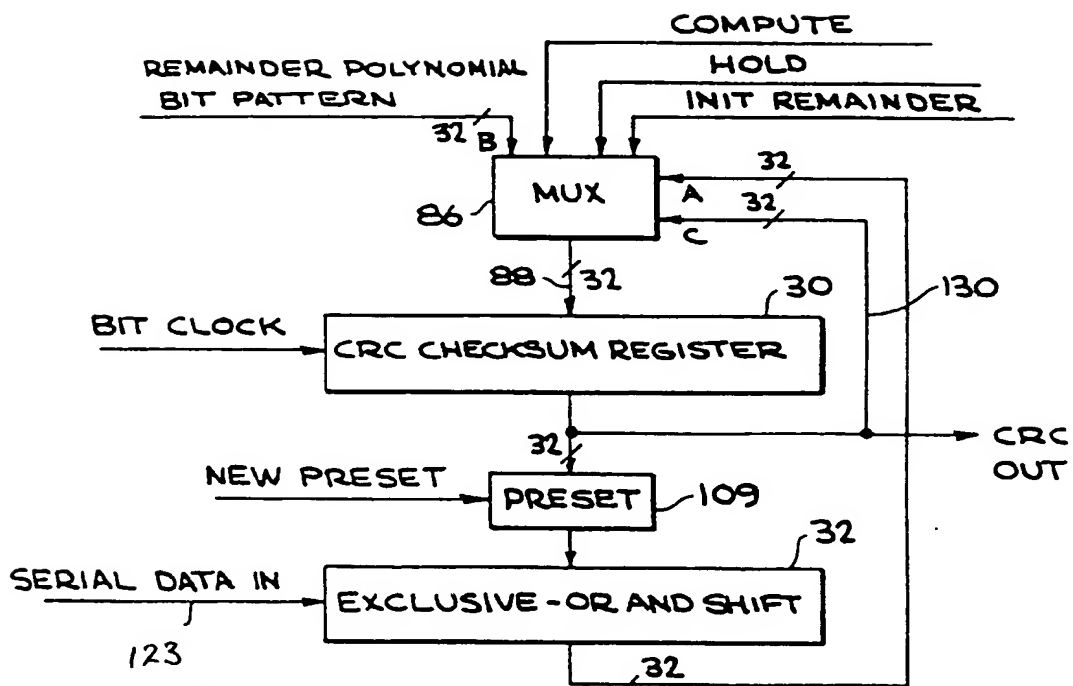 COMPUTE
HOLD
INIT REMAINDER
REMAINDER POLYNOMIAL
BIT PATTERN
32
B
MUX
86
32
A
32
C
88
32
130
30
BIT CLOCK
CRC CHECKSUM REGISTER
32
CRC
OUT
NEW PRESET
PRESET
109
32
SERIAL DATA IN
EXCLUSIVE-OR AND SHIFT
123
32